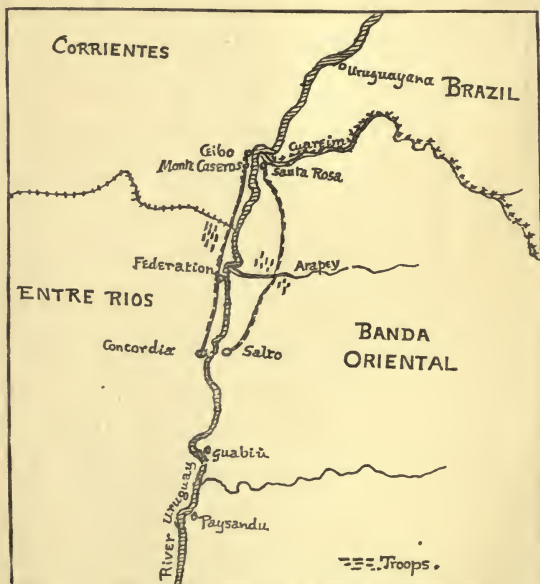 CORRIENTES
Uruguayana
BRAZIL
Ceibo
Cuareim
Monte Caseros
Santa Rosa
Federation
Arapey
ENTRE RIOS
BANDA
ORIENTAL
Concordia
Salto
Guabiù
River Uruguay
Paysandu
Troops.